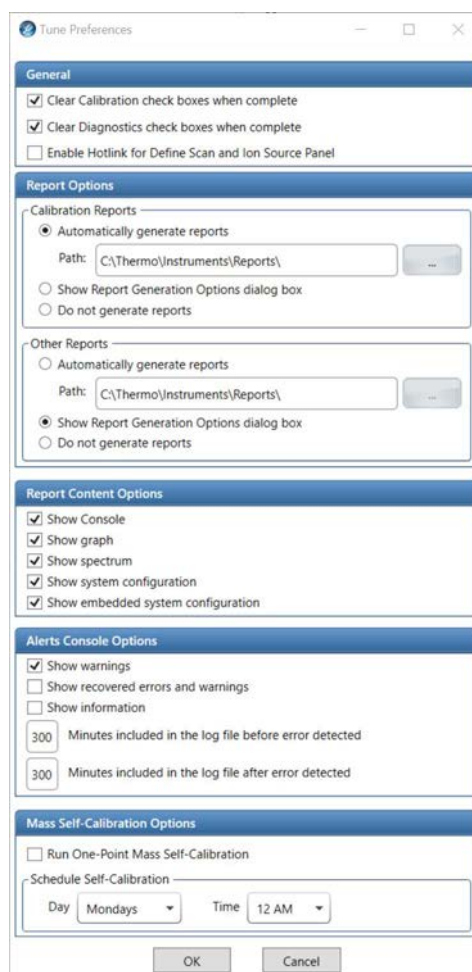 Tune Preferences
General
Clear Calibration check boxes when complete
Clear Diagnostics check boxes when complete
Enable Hotlink for Define Scan and Ion Source Panel
Report Options
Calibration Reports
Automatically generate reports
Path: C:\Thermo\Instruments\Reports\ ...
Show Report Generation Options dialog box
Do not generate reports
Other Reports
Automatically generate reports
Path: C:\Thermo\Instruments\Reports\ ...
Show Report Generation Options dialog box
Do not generate reports
Report Content Options
Show Console
Show graph
Show spectrum
Show system configuration
Show embedded system configuration
Alerts Console Options
Show warnings
Show recovered errors and warnings
Show information
300 Minutes included in the log file before error detected
300 Minutes included in the log file after error detected
Mass Self-Calibration Options
Run One-Point Mass Self-Calibration
Schedule Self-Calibration
Day Mondays Time 12 AM
OK Cancel